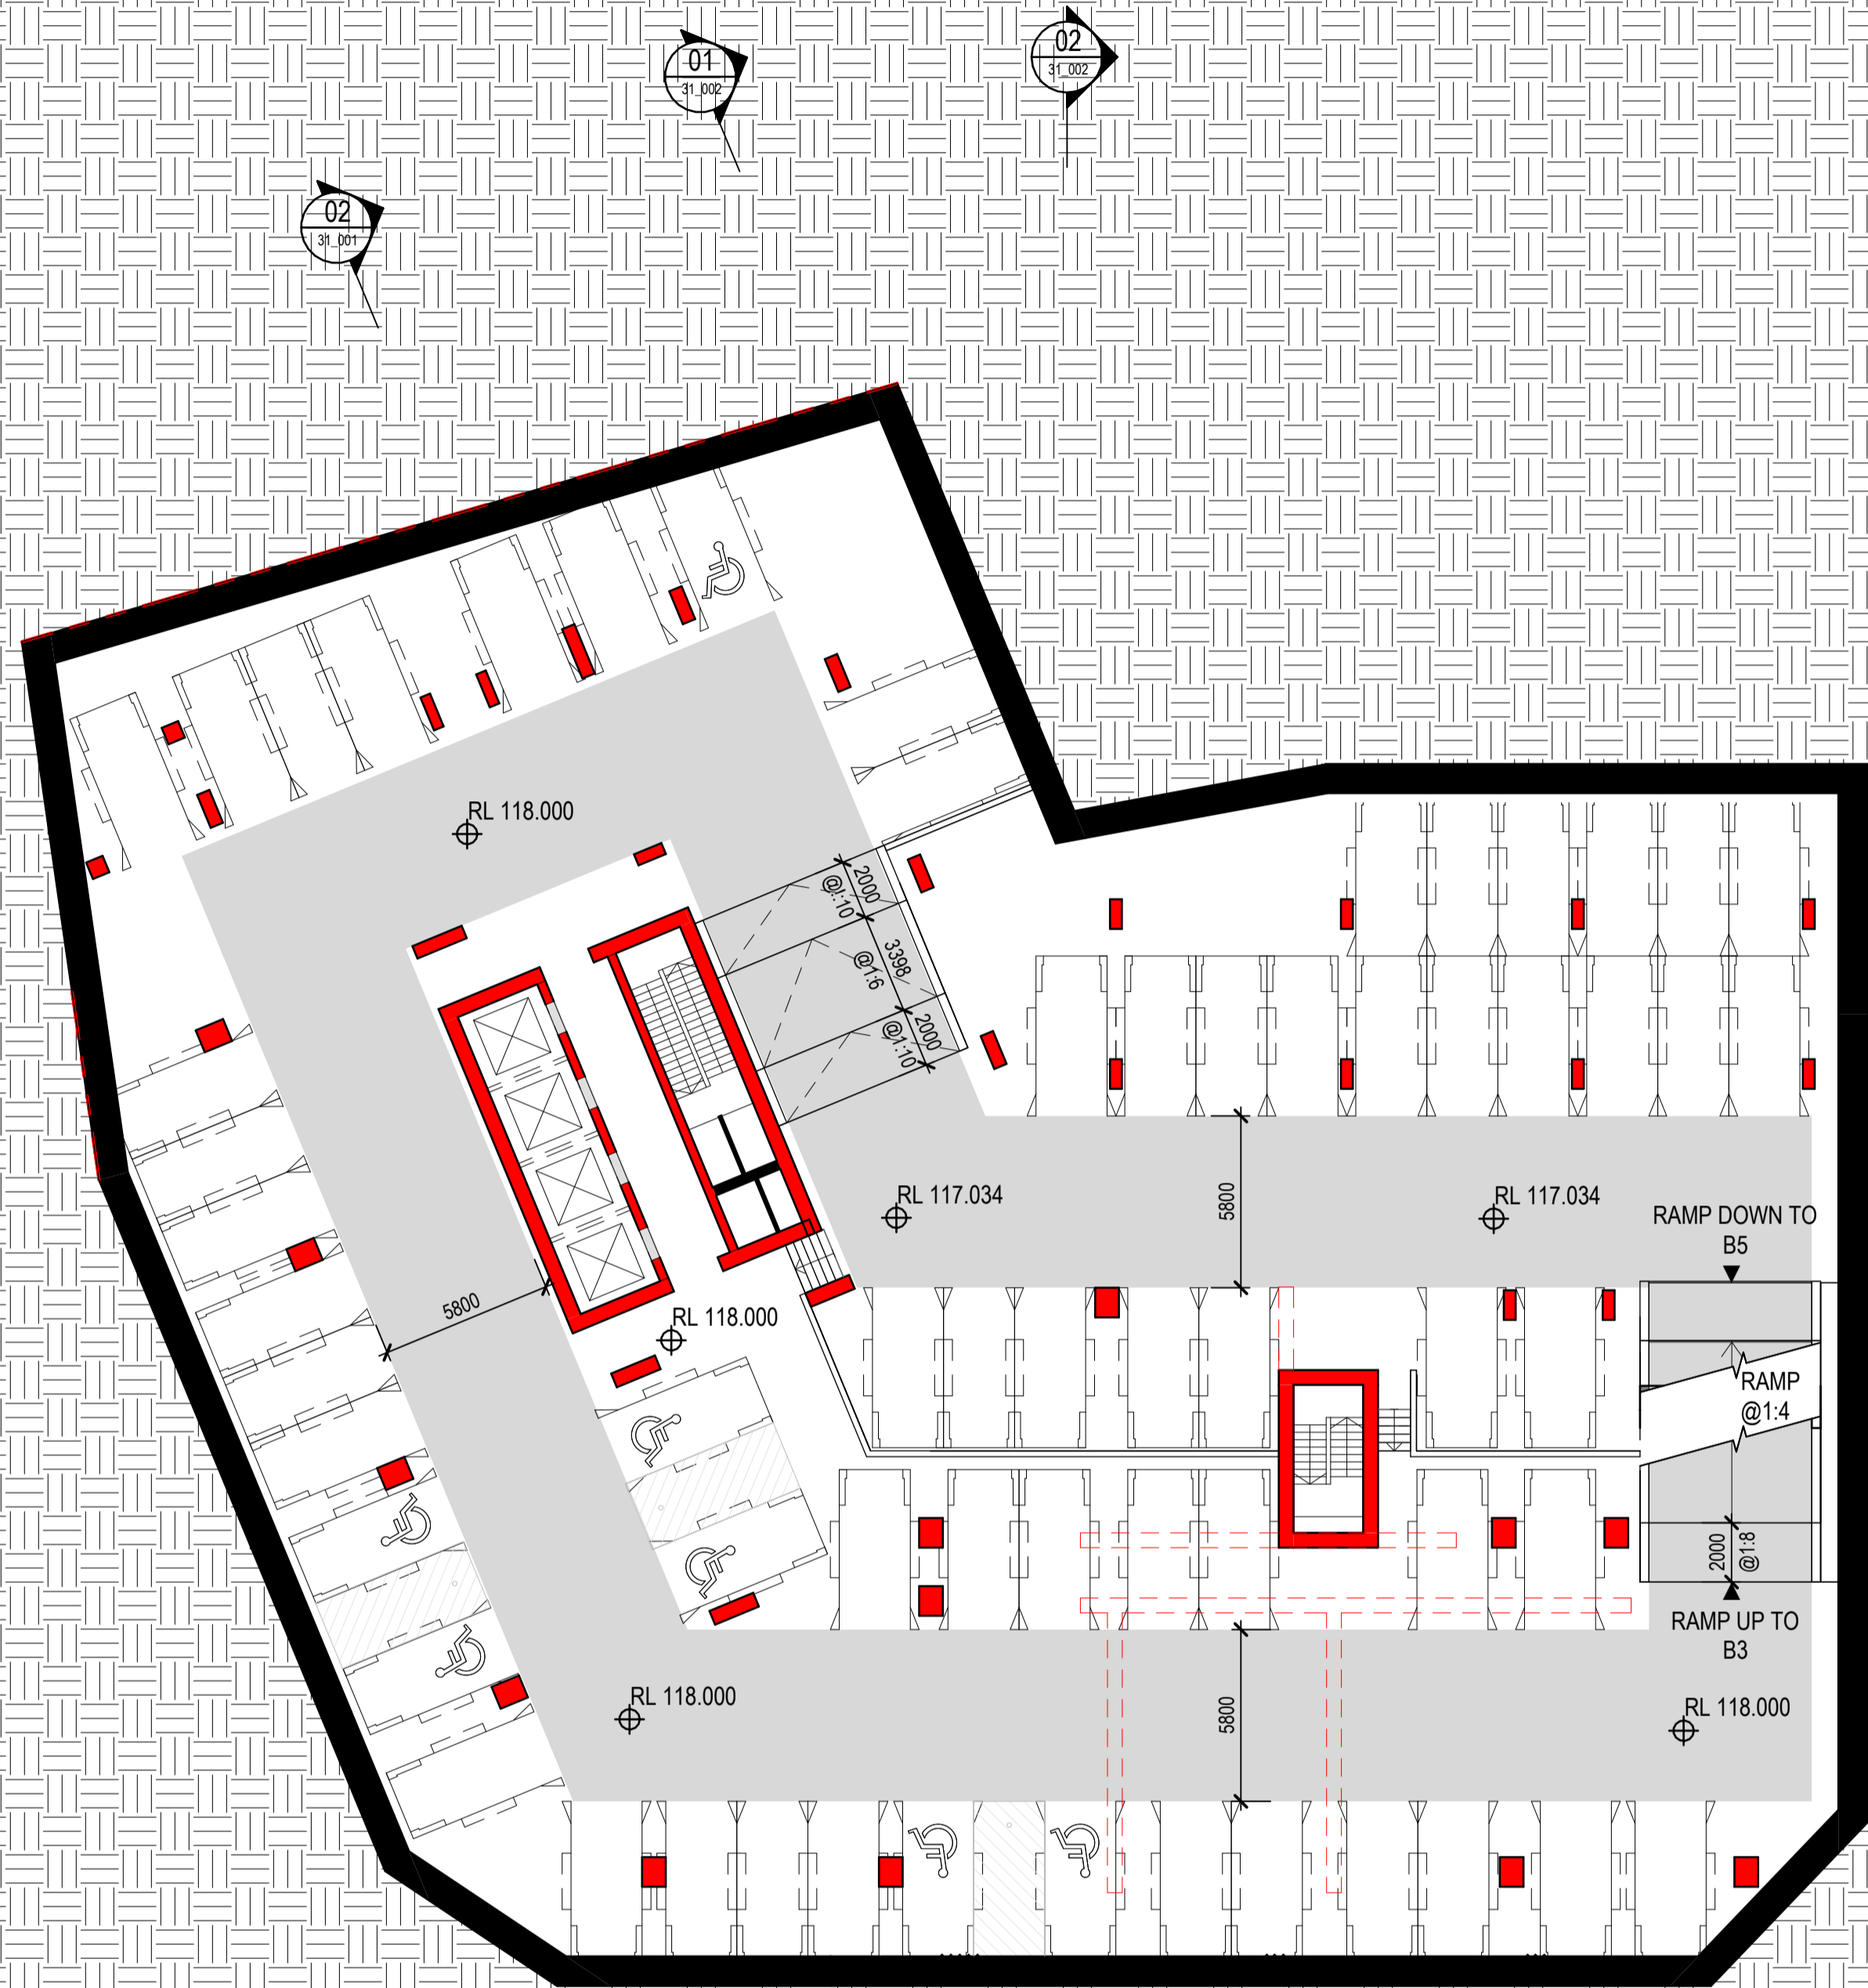 02
31_002
01
31_002
02
31_001
RL 118.000
2000
@!:10
3398
@1:6
2000
@1:10
RL 117.034
5800
RL 117.034
RAMP DOWN TO
B5
5800
RL 118.000
RAMP
@1:4
2000
@1:8
RAMP UP TO
B3
RL 118.000
5800
RL 118.000